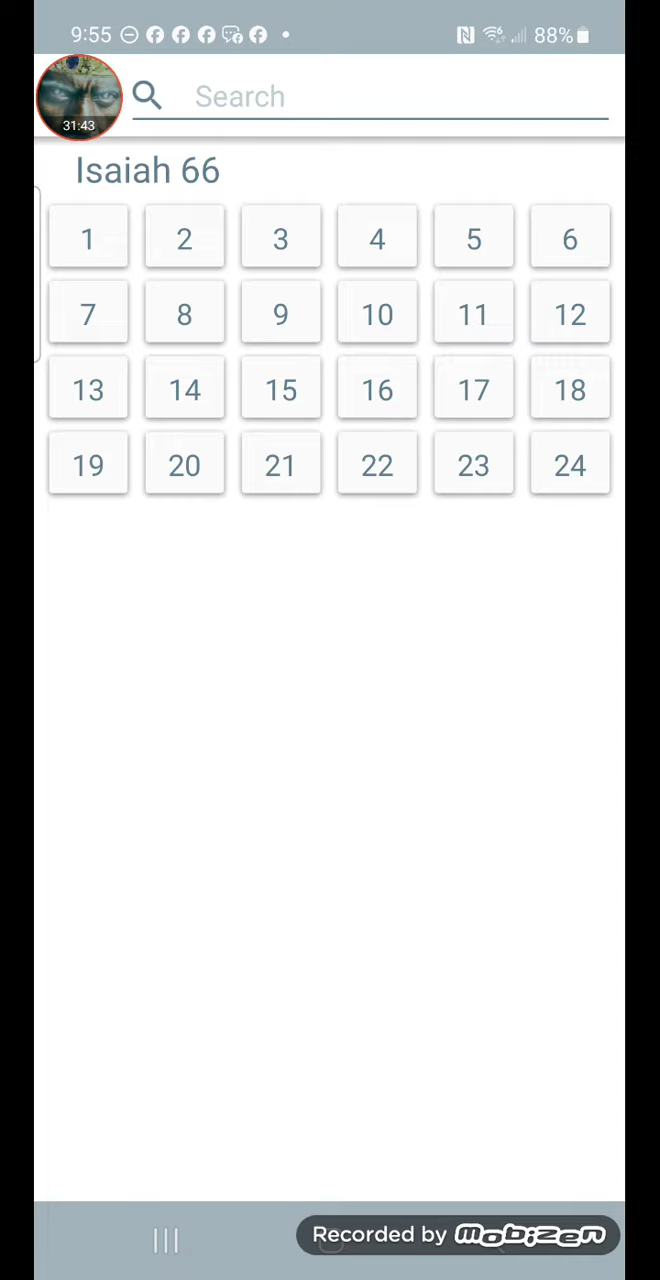 9:55 88%
Search
31:43
Isaiah 66
1 2 3 4 5 6
7 8 9 10 11 12
13 14 15 16 17 18
19 20 21 22 23 24
Recorded by mobizen